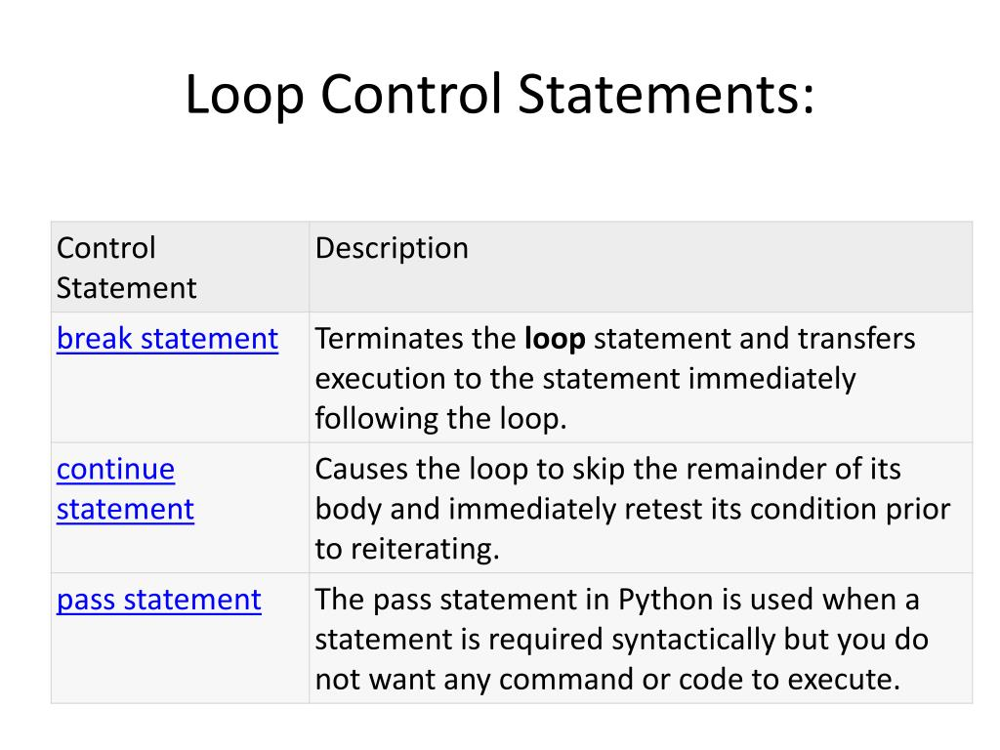 Loop Control Statements:
Control
Statement
Description
break statement
Terminates the loop statement and transfers
execution to the statement immediately
following the loop.
continue
statement
Causes the loop to skip the remainder of its
body and immediately retest its condition prior
to reiterating.
pass statement
The pass statement in Python is used when a
statement is required syntactically but you do
not want any command or code to execute.